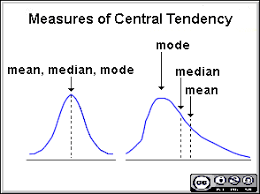 Measures of Central Tendency
mode
mean, median, mode
median
mean